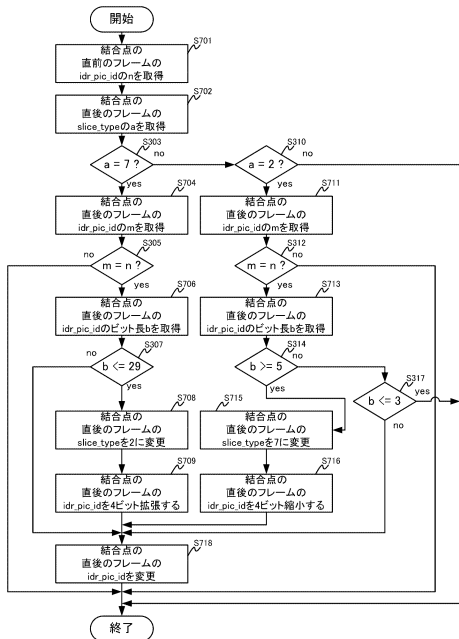 開始
S701
結合点の
直前のフレームの
idr_pic_idのnを取得
S702
結合点の
直後のフレームの
slice_typeのaを取得
S303
a = 7 ?
no
yes
S310
a = 2 ?
no
yes
S704
結合点の
直後のフレームの
idr_pic_idのmを取得
S711
結合点の
直後のフレームの
idr_pic_idのmを取得
S305
no
m = n ?
yes
S312
m = n ?
no
yes
S706
結合点の
直後のフレームの
idr_pic_idのビット長bを取得
S713
結合点の
直後のフレームの
idr_pic_idのビット長bを取得
S307
no
b <= 29
yes
S314
b >= 5
no
yes
S317
b <= 3
yes
no
S708
結合点の
直後のフレームの
slice_typeを2に変更
S715
結合点の
直後のフレームの
slice_typeを7に変更
S709
結合点の
直後のフレームの
idr_pic_idを4ビット拡張する
S716
結合点の
直後のフレームの
idr_pic_idを4ビット縮小する
S718
結合点の
直後のフレームの
idr_pic_idを変更
終了